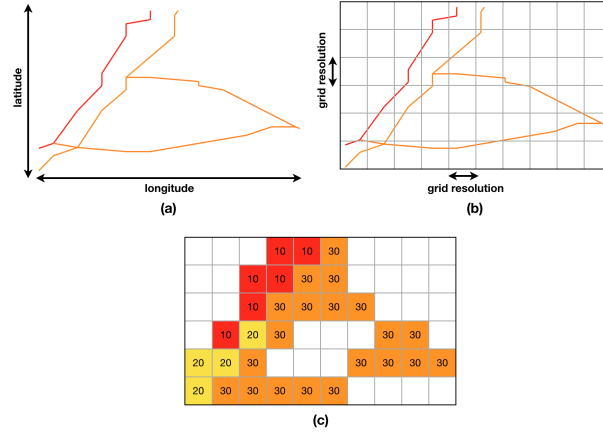 latitude
longitude
(a)
grid resolution
grid resolution
(b)
10 10 30
10 10 30 30
10 30 30 30 30
10 20 30 30 30
20 20 30 30 30 30 30
20 30 30 30 30 30
(c)